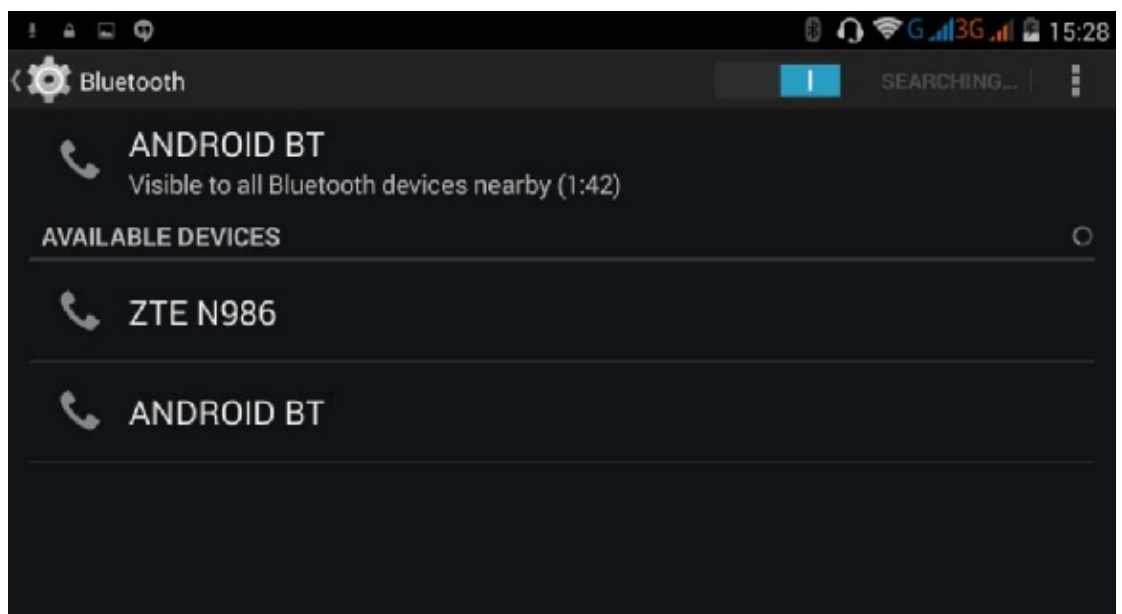 G 3G 15:28
Bluetooth SEARCHING...
ANDROID BT
Visible to all Bluetooth devices nearby (1:42)
AVAILABLE DEVICES
ZTE N986
ANDROID BT